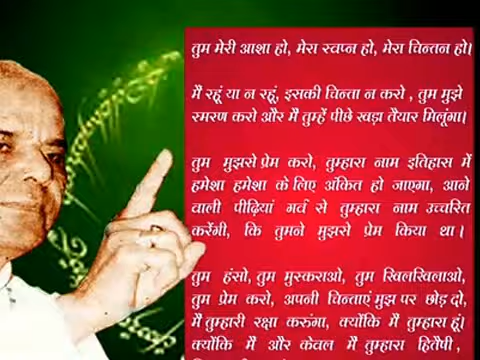 तुम मेरी आशा हो, मेरा स्वप्न हो, मेरा चिन्तन हो।
मै रहूं या न रहूं, इसकी चिन्ता न करो , तुम मुझे
स्मरण करो और मै तुम्हें पीछे खड़ा तैयार मिलूंगा।
तुम मुझसे प्रेम करो, तुम्हारा नाम इतिहास में
हमेशा हमेशा के लिए अंकित हो जाएगा, आने
वाली पीढ़ियां गर्व से तुम्हारा नाम उच्चरित
करेंगी, कि तुमने मुझसे प्रेम किया था ।
तुम हंसो, तुम मुस्कराओ, तुम खिलखिलाओ,
तुम प्रेम करो, अपनी चिन्ताएं मुझ पर छोड़ दो,
मै तुम्हारी रक्षा करुंगा, क्योंकि मै तुम्हारा हूं।
क्योंकि मै और केवल मै तुम्हारा हितैषी ,